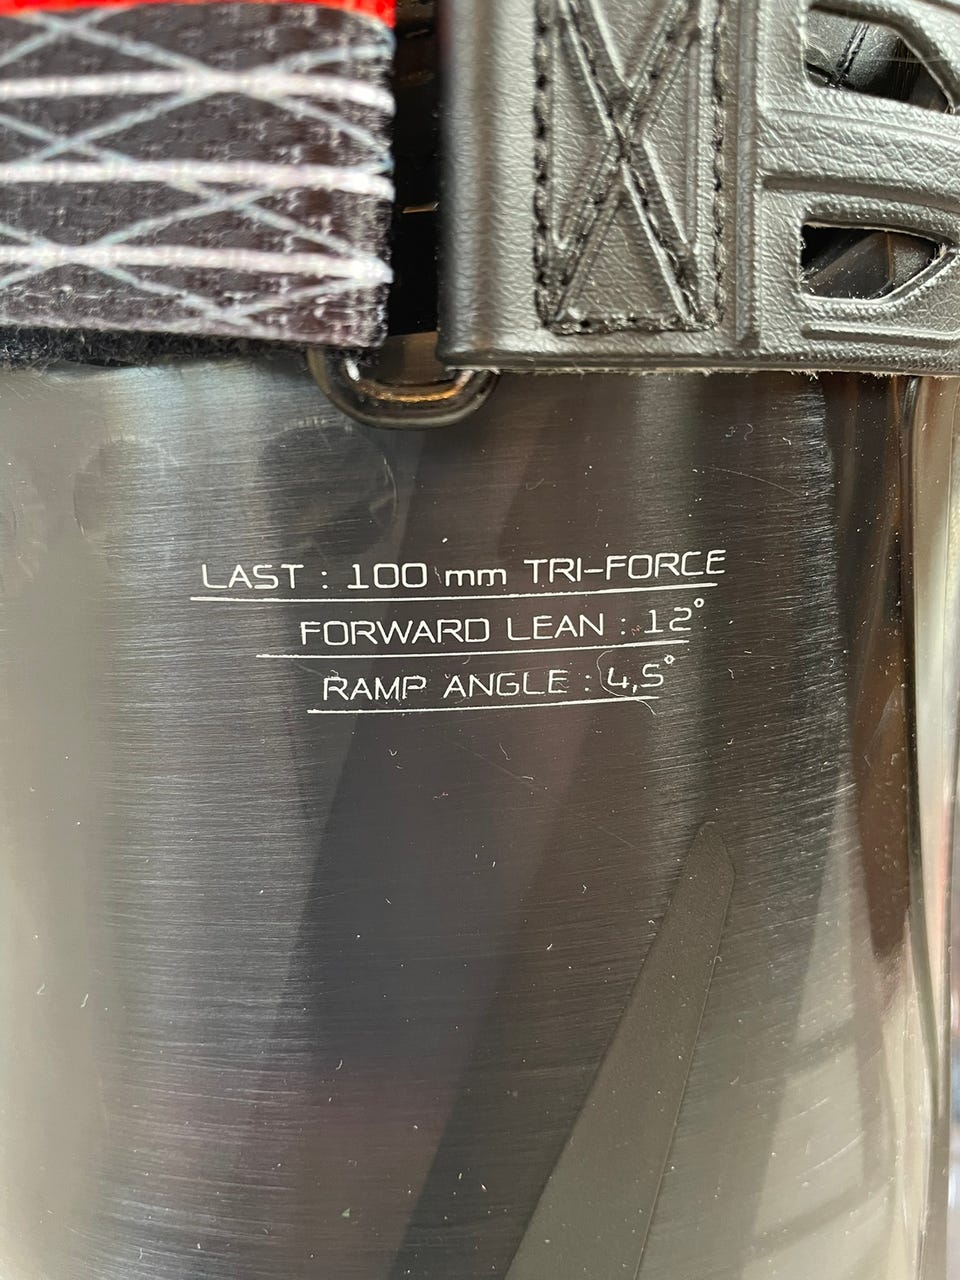 LAST : 100 mm TRI-FORCE
FORWARD LEAN : 12°
RAMP ANGLE : 4,5°